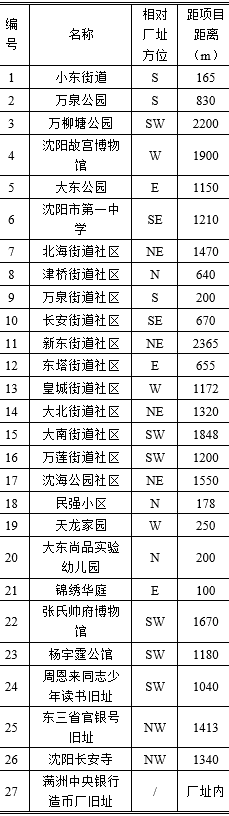 编号 名称 相对厂址方位 距项目距离（m）
1 小东街道 S 165
2 万泉公园 S 830
3 万柳塘公园 SW 2200
4 沈阳故宫博物馆 W 1900
5 大东公园 E 1150
6 沈阳市第一中学 SE 1210
7 北海街道社区 NE 1470
8 津桥街道社区 N 640
9 万泉街道社区 S 200
10 长安街道社区 SE 670
11 新东街道社区 NE 2365
12 东塔街道社区 E 655
13 皇城街道社区 W 1172
14 大北街道社区 NE 1320
15 大南街道社区 SW 1848
16 万莲街道社区 SW 1200
17 沈海公园社区 NE 1550
18 民强小区 N 178
19 天龙家园 W 250
20 大东尚品实验幼儿园 N 200
21 锦绣华庭 E 100
22 张氏帅府博物馆 SW 1670
23 杨宇霆公馆 SW 1180
24 周恩来同志少年读书旧址 SW 1040
25 东三省官银号旧址 NW 1413
26 沈阳长安寺 NW 1340
27 满洲中央银行造币厂旧址 / 厂址内